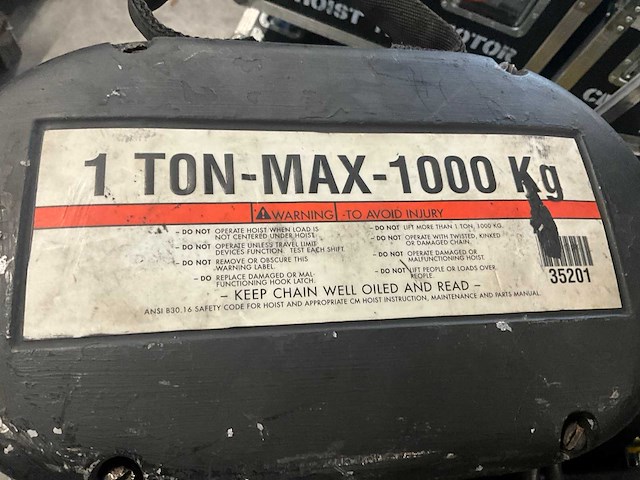 HOIST
MOTOR
1 TON-MAX-1000 Kg
WARNING -TO AVOID INJURY
- DO NOT OPERATE HOIST WHEN LOAD IS
NOT CENTERED UNDER HOIST.
- DO NOT OPERATE UNLESS TRAVEL LIMIT
DEVICES FUNCTION. TEST EACH SHIFT.
- DO NOT REMOVE OR OBSCURE THIS
WARNING LABEL.
- DO REPLACE DAMAGED OR MAL-
FUNCTIONING HOOK LATCH.
- DO NOT LIFT MORE THAN 1 TON, 1000 KG.
- DO NOT OPERATE WITH TWISTED, KINKED
OR DAMAGED CHAIN.
- DO NOT OPERATE DAMAGED OR
MALFUNCTIONING HOIST.
- DO NOT LIFT PEOPLE OR LOADS OVER
PEOPLE.
35201
- KEEP CHAIN WELL OILED AND READ -
ANSI B30.16 SAFETY CODE FOR HOIST AND APPROPRIATE CM HOIST INSTRUCTION, MAINTENANCE AND PARTS MANUAL.